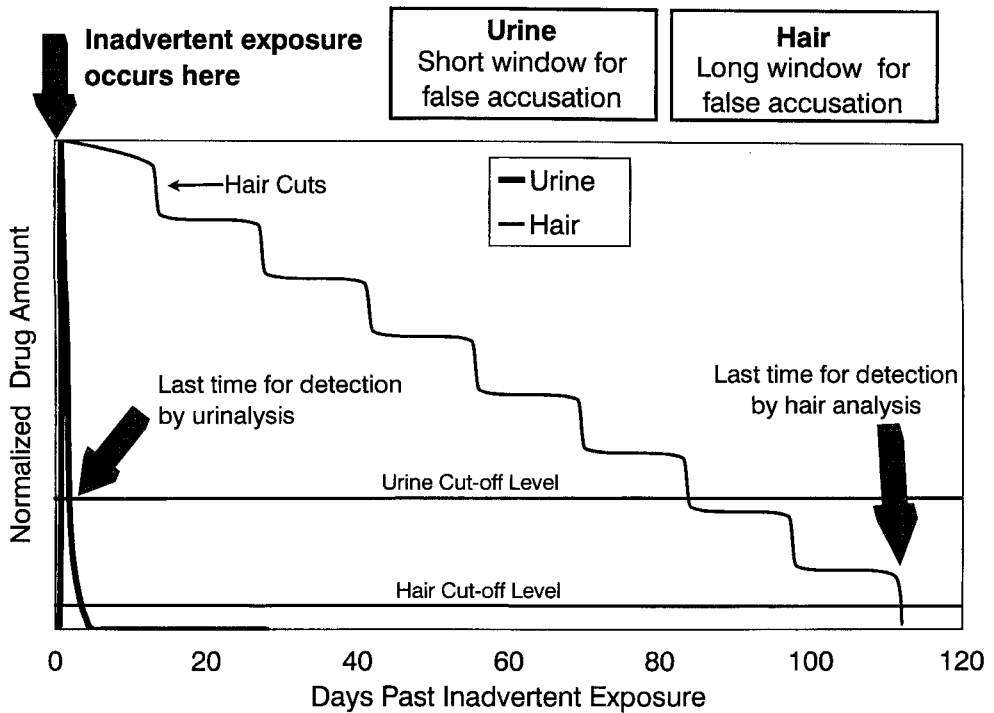 Inadvertent exposure
occurs here
Urine
Short window for
false accusation
Hair
Long window for
false accusation
Hair Cuts
Urine
Hair
Normalized Drug Amount
Last time for detection
by urinalysis
Last time for detection
by hair analysis
Urine Cut-off Level
Hair Cut-off Level
0 20 40 60 80 100 120
Days Past Inadvertent Exposure